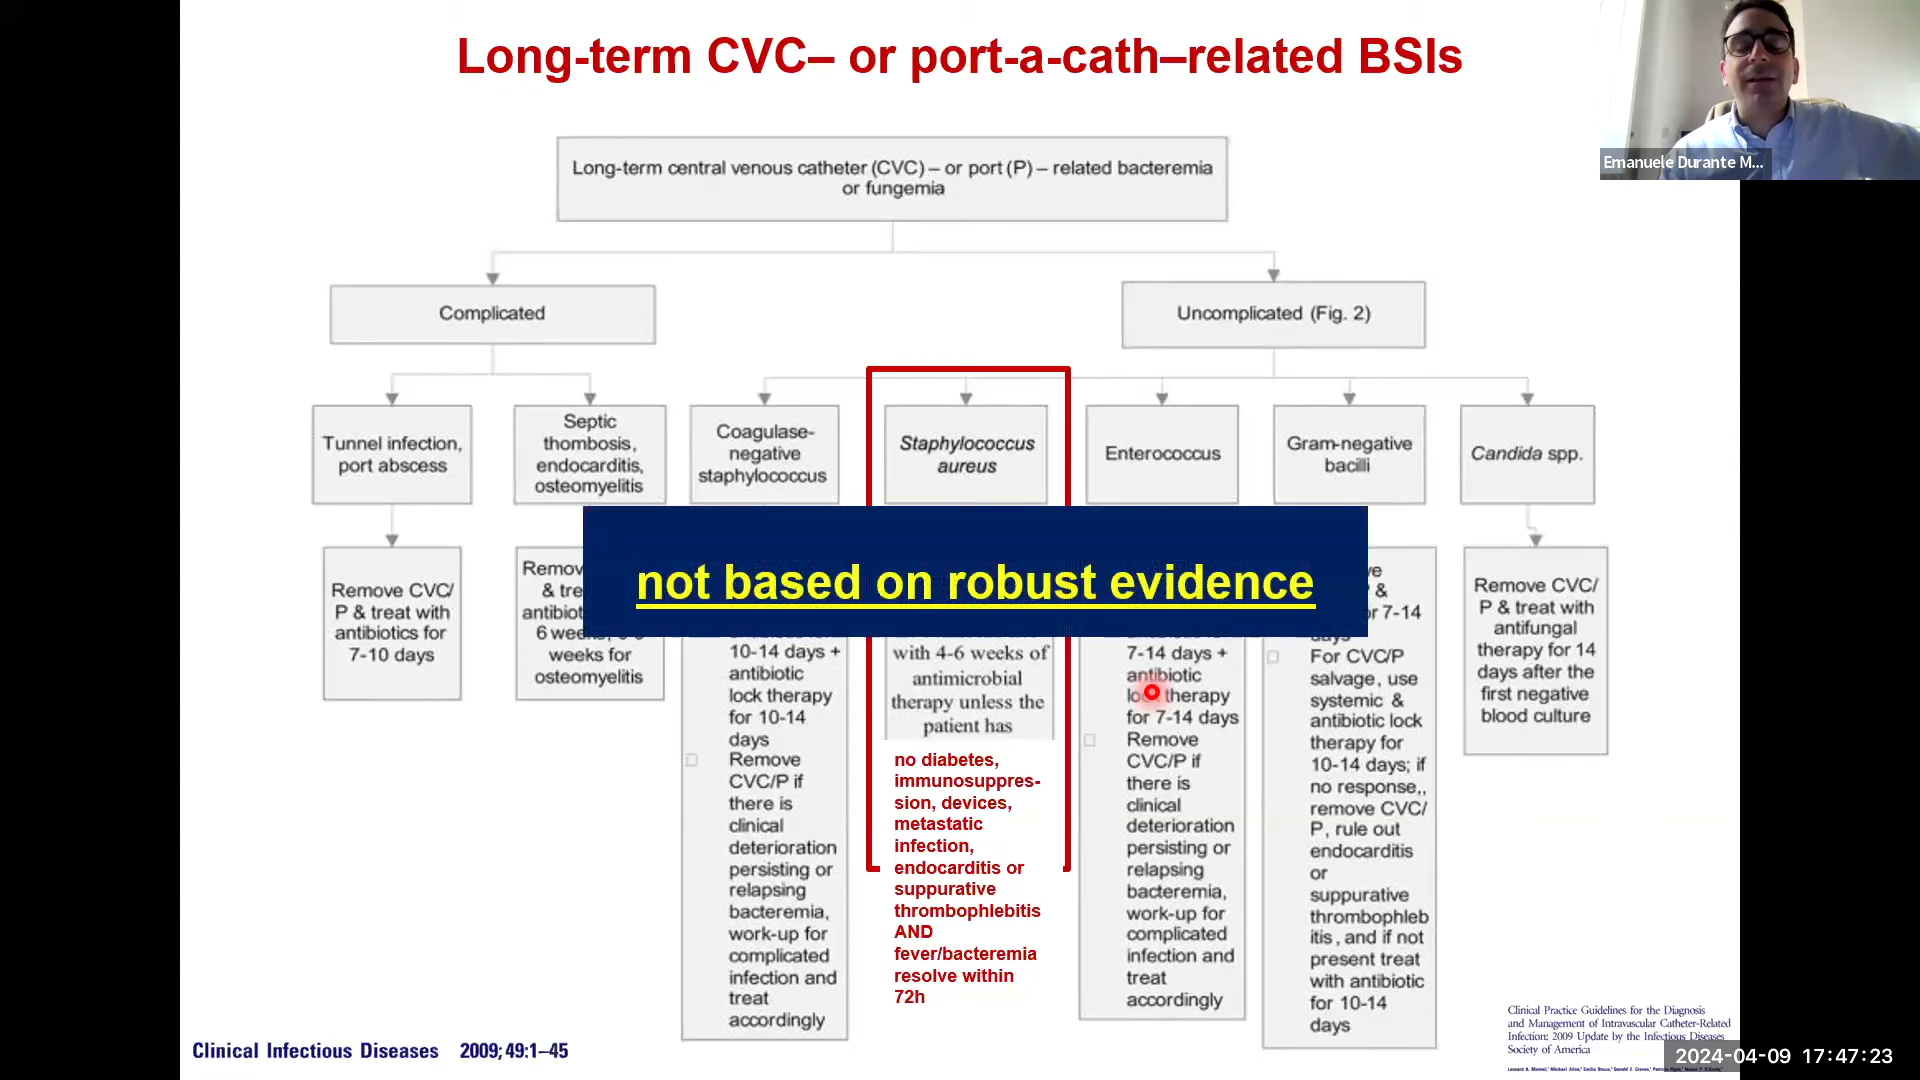 Long-term CVC– or port-a-cath–related BSIs
Emanuele Durante M...
Long-term central venous catheter (CVC) – or port (P) – related bacteremia
or fungemia
Complicated
Uncomplicated (Fig. 2)
Tunnel infection,
port abscess
Septic
thombosis,
endocarditis,
osteomyelitis
Coagulase-
negative
staphylococcus
Staphylococcus
aureus
Enterococcus
Gram-negative
bacilli
Candida spp.
not based on robust evidence
Remove CVC/
P & treat with
antibiotics for
7-10 days
Remov
& tre
antibiot
6 wee
weeks for
osteomyelitis
10-14 days +
antibiotic
lock therapy
for 10-14
days
Remove
CVC/P if
there is
clinical
deterioration
persisting or
relapsing
bacteremia,
work-up for
complicated
infection and
treat
accordingly
with 4-6 weeks of
antimicrobial
therapy unless the
patient has
no diabetes,
immunosuppres-
sion, devices,
metastatic
infection,
endocarditis or
suppurative
thrombophlebitis
AND
fever/bacteremia
resolve within
72h
7-14 days +
antibiotic
lock therapy
for 7-14 days
Remove
CVC/P if
there is
clinical
deterioration
persisting or
relapsing
bacteremia,
work-up for
complicated
infection and
treat
accordingly
&
7-14
days
For CVC/P
salvage, use
systemic &
antibiotic lock
therapy for
10-14 days; if
no response,,
remove CVC/
P, rule out
endocarditis
or
suppurative
thrombophleb
itis, and if not
present treat
with antibiotic
for 10-14
days
Remove CVC/
P & treat with
antifungal
therapy for 14
days after the
first negative
blood culture
Clinical Infectious Diseases 2009; 49:1–45
Clinical Practice Guidelines for the Diagnosis
and Management of Intravascular Catheter-Related
Infection: 2009 Update by the Infectious Diseases
Society of America
2024-04-09 17:47:23